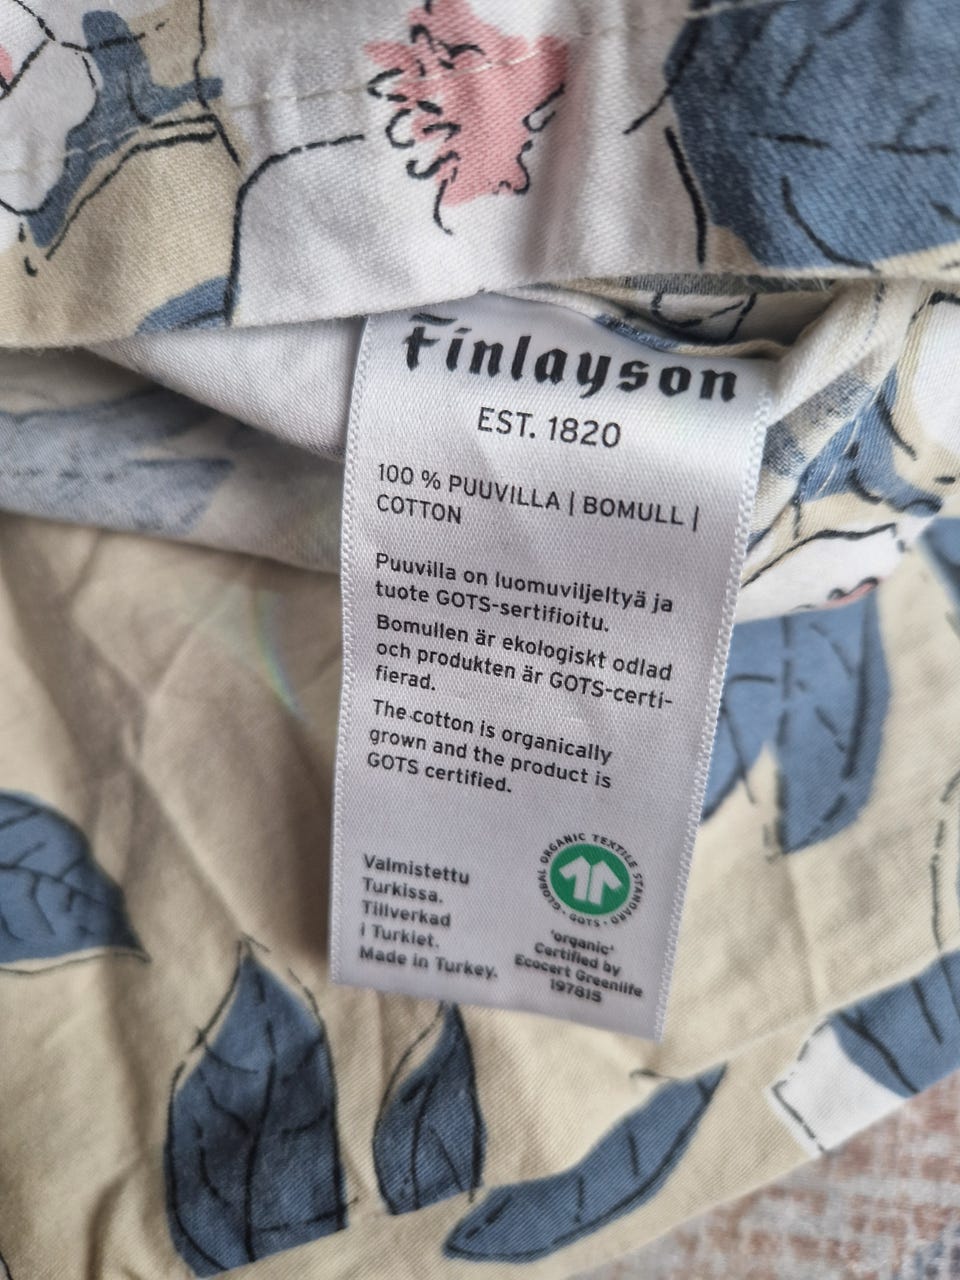 Finlayson
EST. 1820
100 % PUUVILLA | BOMULL |
COTTON
Puuvilla on luomuviljeltyä ja
tuote GOTS-sertifioitu.
Bomullen är ekologiskt odlad
och produkten är GOTS-certi-
fierad.
The cotton is organically
grown and the product is
GOTS certified.
Valmistettu
Turkissa.
Tillverkad
i Turkiet.
Made in Turkey.
GLOBAL ORGANIC TEXTILE STANDARD
· GOTS ·
'organic'
Certified by
Ecocert Greenlife
197815